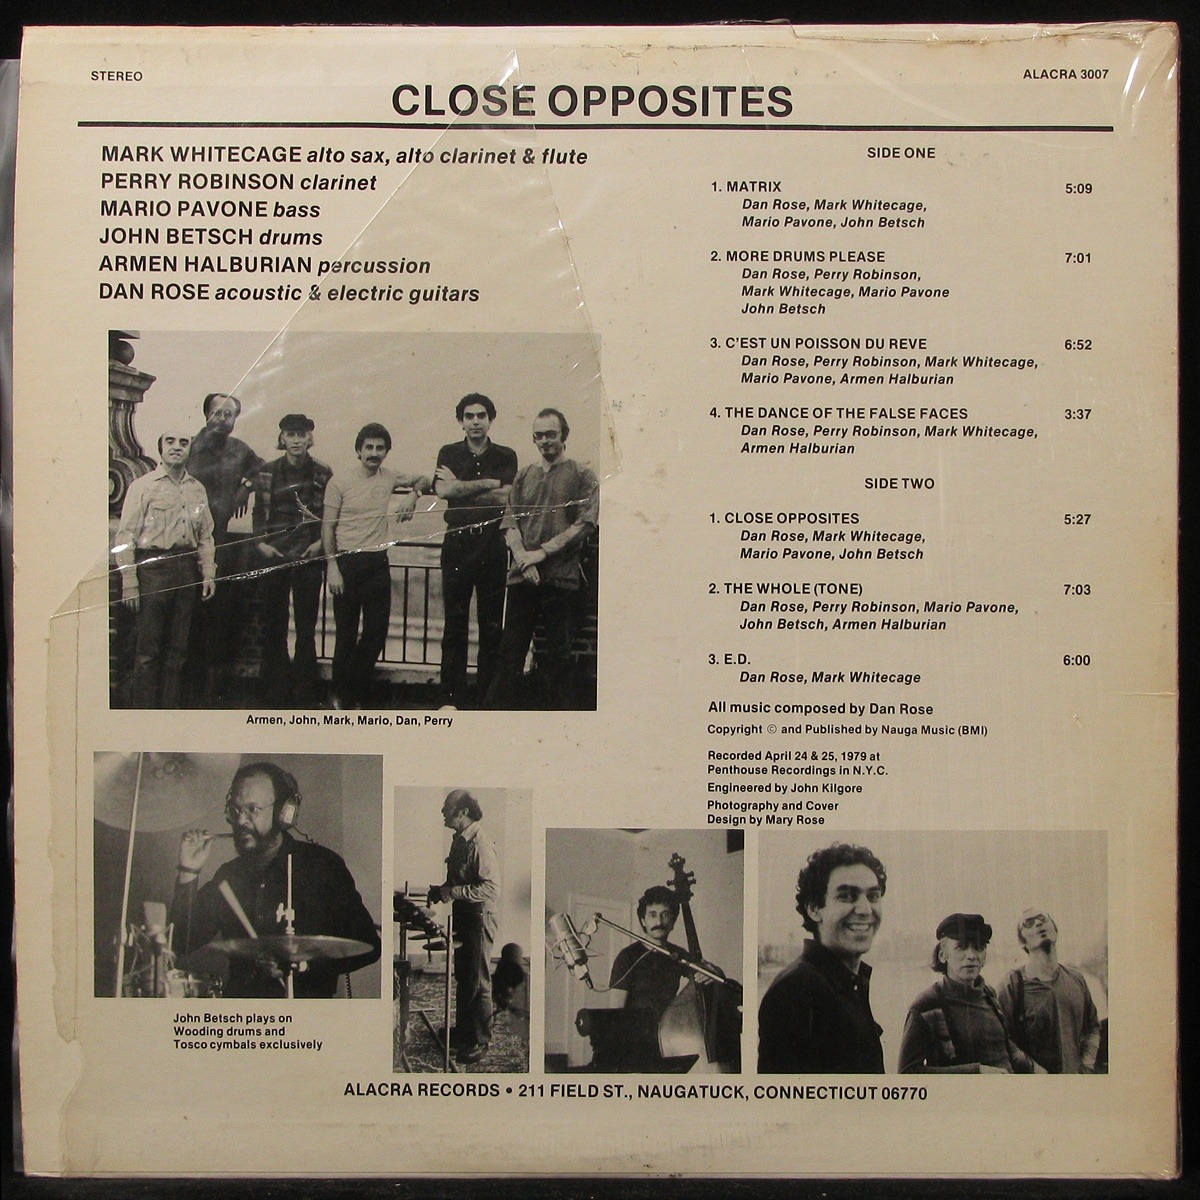 STEREO
ALACRA 3007
CLOSE OPPOSITES
MARK WHITECAGE alto sax, alto clarinet & flute
PERRY ROBINSON clarinet
MARIO PAVONE bass
JOHN BETSCH drums
ARMEN HALBURIAN percussion
DAN ROSE acoustic & electric guitars
Armen, John, Mark, Mario, Dan, Perry
SIDE ONE
1. MATRIX 5:09
Dan Rose, Mark Whitecage,
Mario Pavone, John Betsch
2. MORE DRUMS PLEASE 7:01
Dan Rose, Perry Robinson,
Mark Whitecage, Mario Pavone
John Betsch
3. C'EST UN POISSON DU REVE 6:52
Dan Rose, Perry Robinson, Mark Whitecage,
Mario Pavone, Armen Halburian
4. THE DANCE OF THE FALSE FACES 3:37
Dan Rose, Perry Robinson, Mark Whitecage,
Armen Halburian
SIDE TWO
1. CLOSE OPPOSITES 5:27
Dan Rose, Mark Whitecage,
Mario Pavone, John Betsch
2. THE WHOLE (TONE) 7:03
Dan Rose, Perry Robinson, Mario Pavone,
John Betsch, Armen Halburian
3. E.D. 6:00
Dan Rose, Mark Whitecage
All music composed by Dan Rose
Copyright © and Published by Nauga Music (BMI)
Recorded April 24 & 25, 1979 at
Penthouse Recordings in N.Y.C.
Engineered by John Kilgore
Photography and Cover
Design by Mary Rose
John Betsch plays on
Wooding drums and
Tosco cymbals exclusively
ALACRA RECORDS • 211 FIELD ST., NAUGATUCK, CONNECTICUT 06770